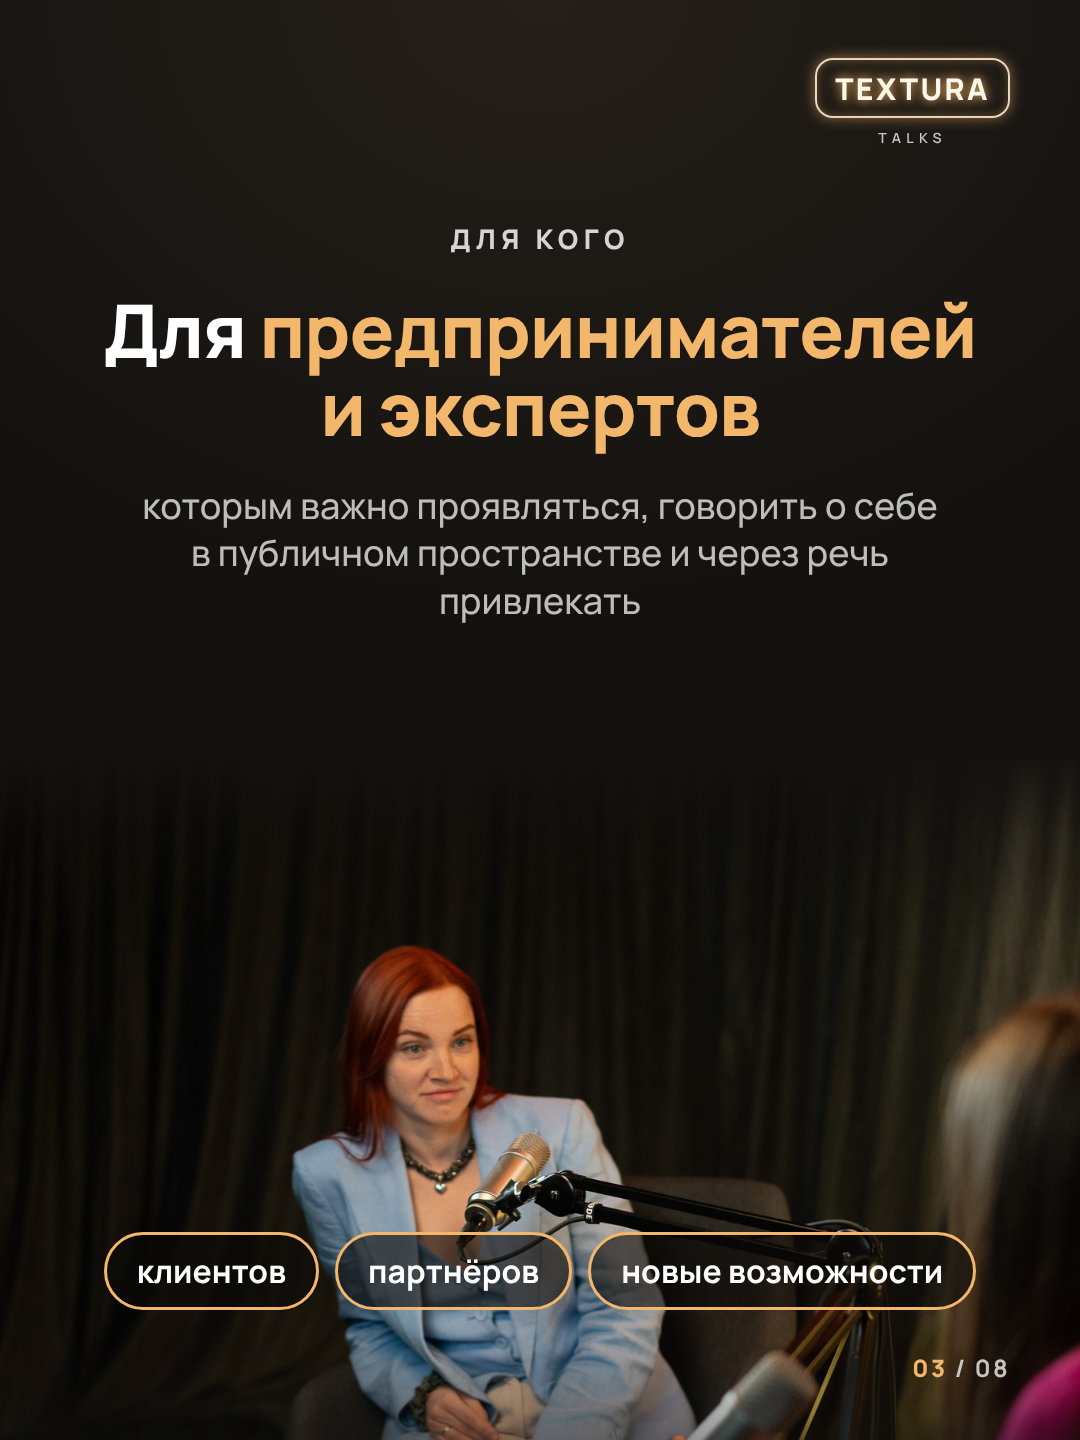 TEXTURA
TALKS
ДЛЯ КОГО
Для предпринимателей
и экспертов
которым важно проявляться, говорить о себе
в публичном пространстве и через речь
привлекать
клиентов
партнёров
новые возможности
03 / 08